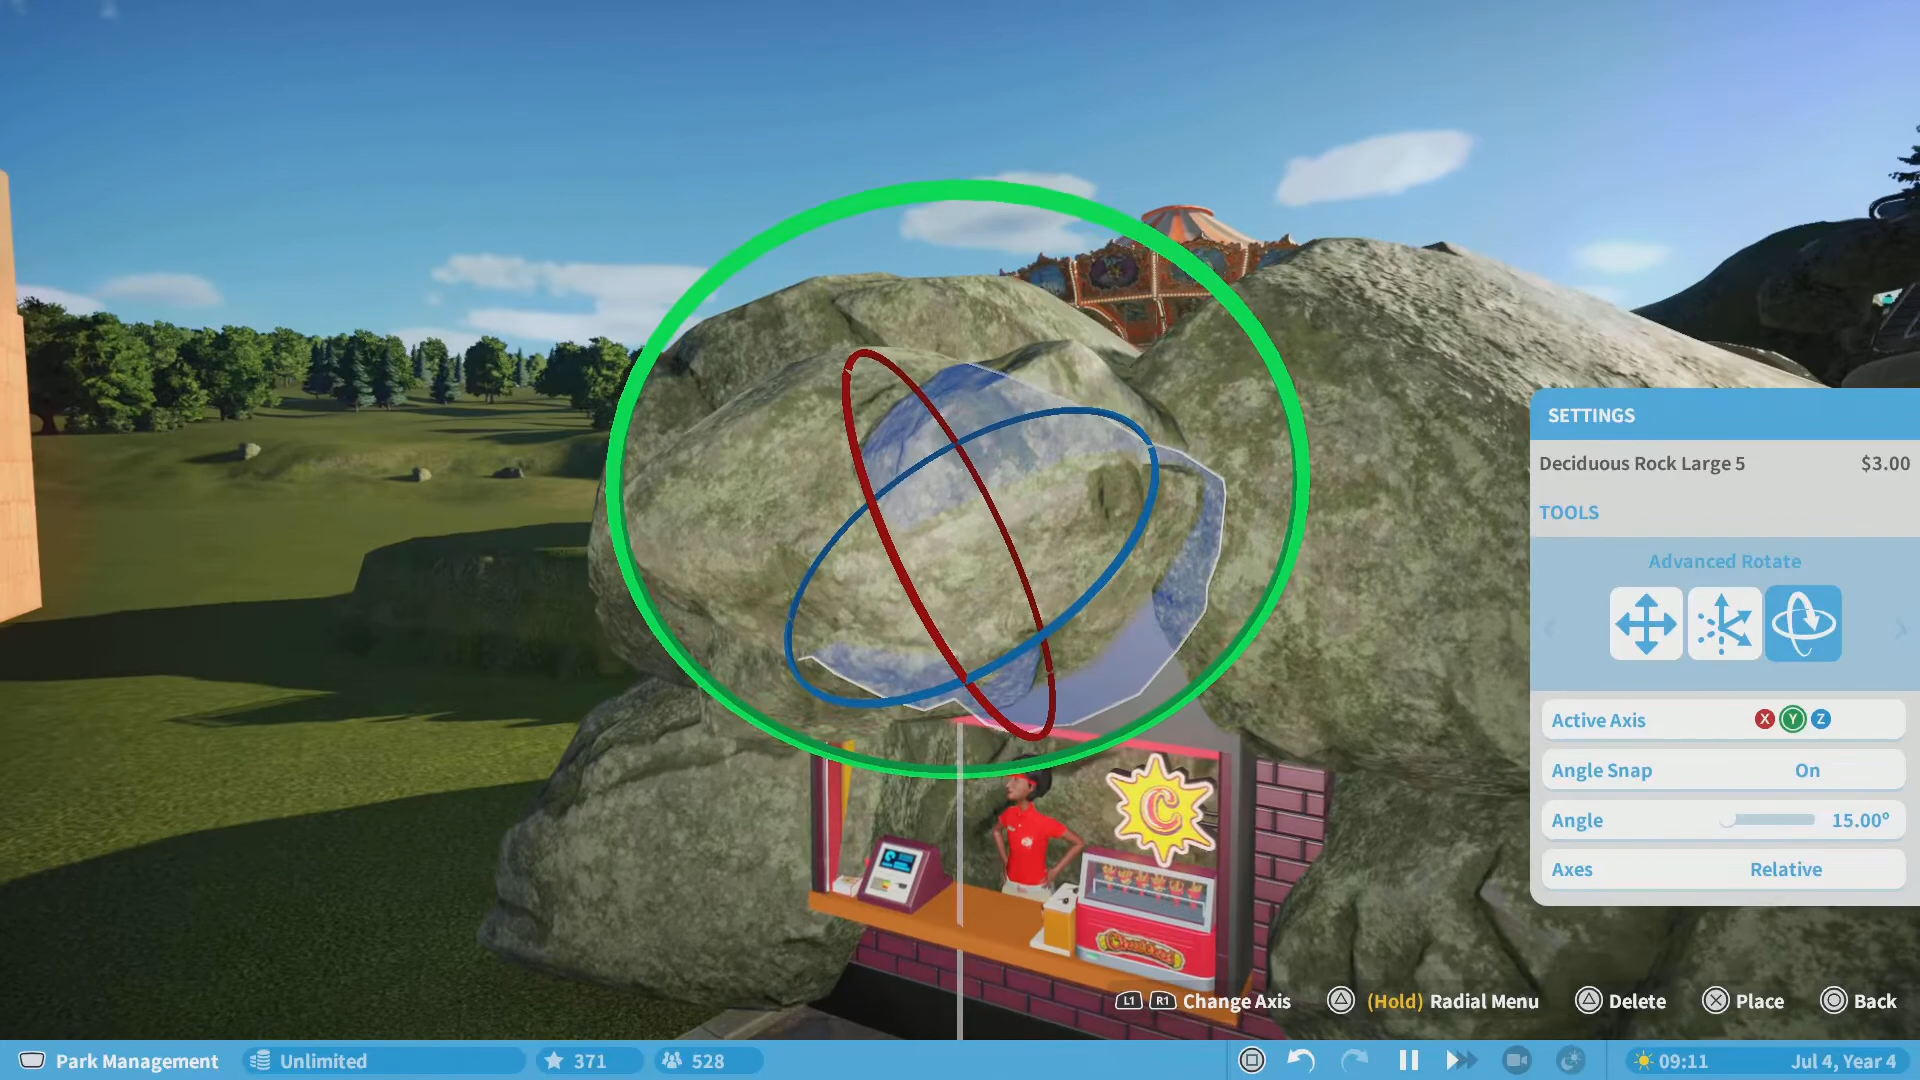 SETTINGS
Deciduous Rock Large 5 $3.00
TOOLS
Advanced Rotate
Active Axis X Y Z
Angle Snap On
Angle 15.00°
Axes Relative
C
L1 R1 Change Axis (Hold) Radial Menu Delete Place Back
Park Management Unlimited 371 528 09:11 Jul 4, Year 4